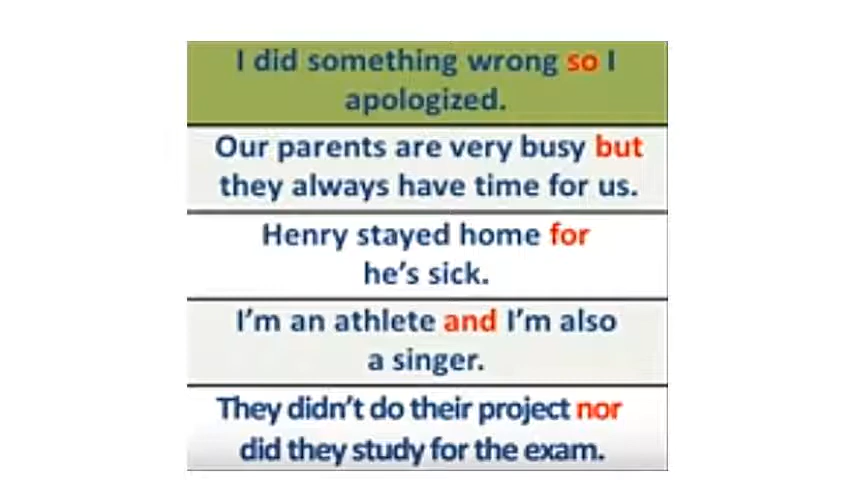 I did something wrong so I
apologized.
Our parents are very busy but
they always have time for us.
Henry stayed home for
he's sick.
I'm an athlete and I'm also
a singer.
They didn't do their project nor
did they study for the exam.